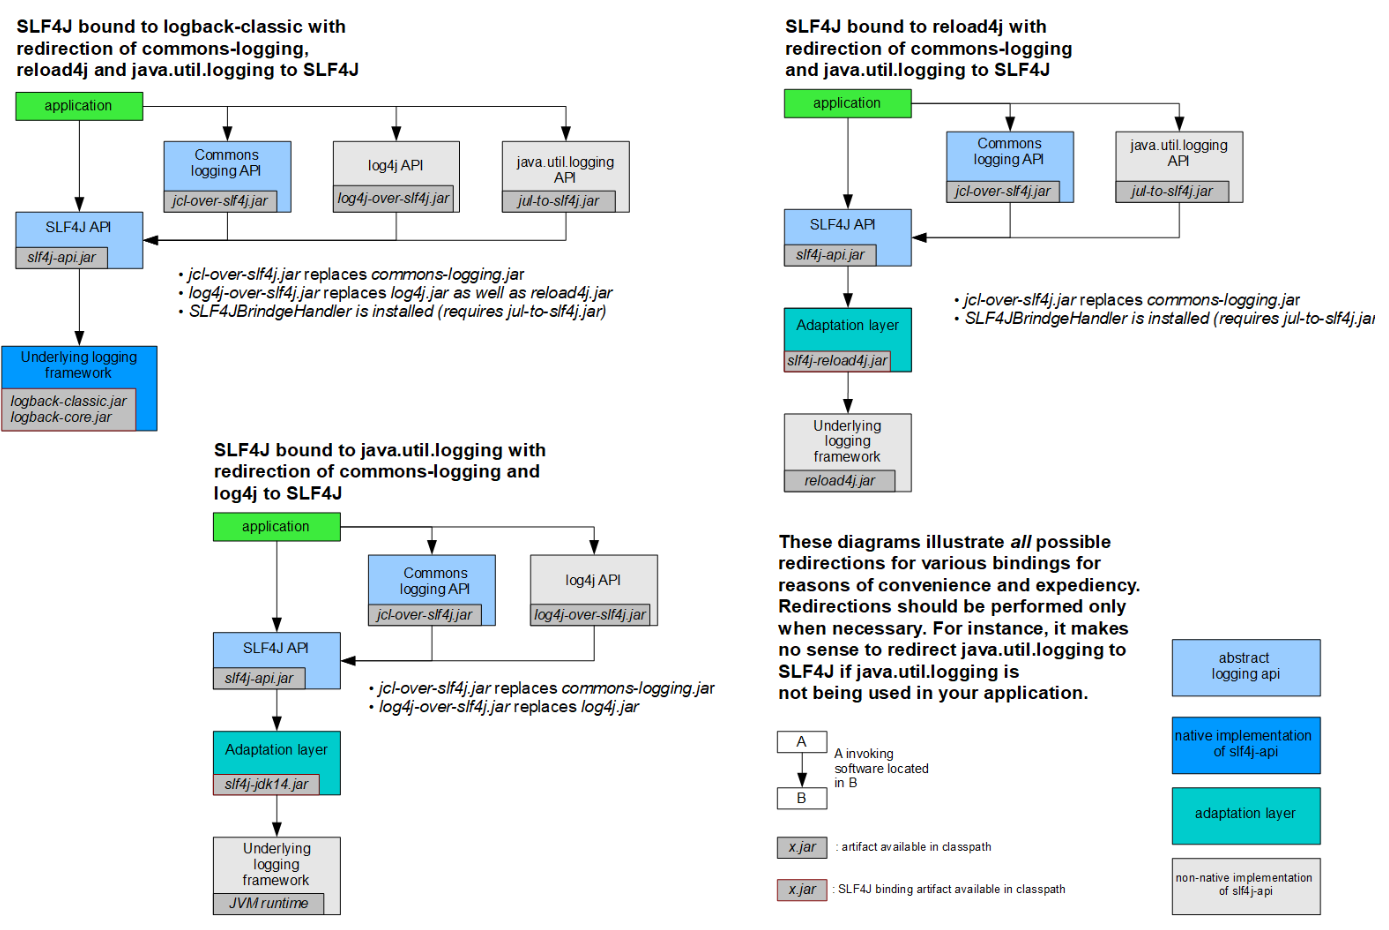 SLF4J bound to logback-classic with
redirection of commons-logging,
reload4j and java.util.logging to SLF4J
application
Commons
logging API
jcl-over-slf4j.jar
log4j API
log4j-over-slf4j.jar
java.util.logging
API
jul-to-slf4j.jar
SLF4J API
slf4j-api.jar
• jcl-over-slf4j.jar replaces commons-logging.jar
• log4j-over-slf4j.jar replaces log4j.jar as well as reload4j.jar
• SLF4JBrindgeHandler is installed (requires jul-to-slf4j.jar)
Underlying logging
framework
logback-classic.jar
logback-core.jar
SLF4J bound to reload4j with
redirection of commons-logging
and java.util.logging to SLF4J
application
Commons
logging API
jcl-over-slf4j.jar
java.util.logging
API
jul-to-slf4j.jar
SLF4J API
slf4j-api.jar
• jcl-over-slf4j.jar replaces commons-logging.jar
• SLF4JBrindgeHandler is installed (requires jul-to-slf4j.jar
Adaptation layer
slf4j-reload4j.jar
Underlying
logging
framework
reload4j.jar
SLF4J bound to java.util.logging with
redirection of commons-logging and
log4j to SLF4J
application
Commons
logging API
jcl-over-slf4j.jar
log4j API
log4j-over-slf4j.jar
SLF4J API
slf4j-api.jar
• jcl-over-slf4j.jar replaces commons-logging.jar
• log4j-over-slf4j.jar replaces log4j.jar
Adaptation layer
slf4j-jdk14.jar
Underlying
logging
framework
JVM runtime
These diagrams illustrate all possible
redirections for various bindings for
reasons of convenience and expediency.
Redirections should be performed only
when necessary. For instance, it makes
no sense to redirect java.util.logging to
SLF4J if java.util.logging is
not being used in your application.
A
B
A invoking
software located
in B
x.jar : artifact available in classpath
x.jar : SLF4J binding artifact available in classpath
abstract
logging api
native implementation
of slf4j-api
adaptation layer
non-native implementation
of slf4j-api